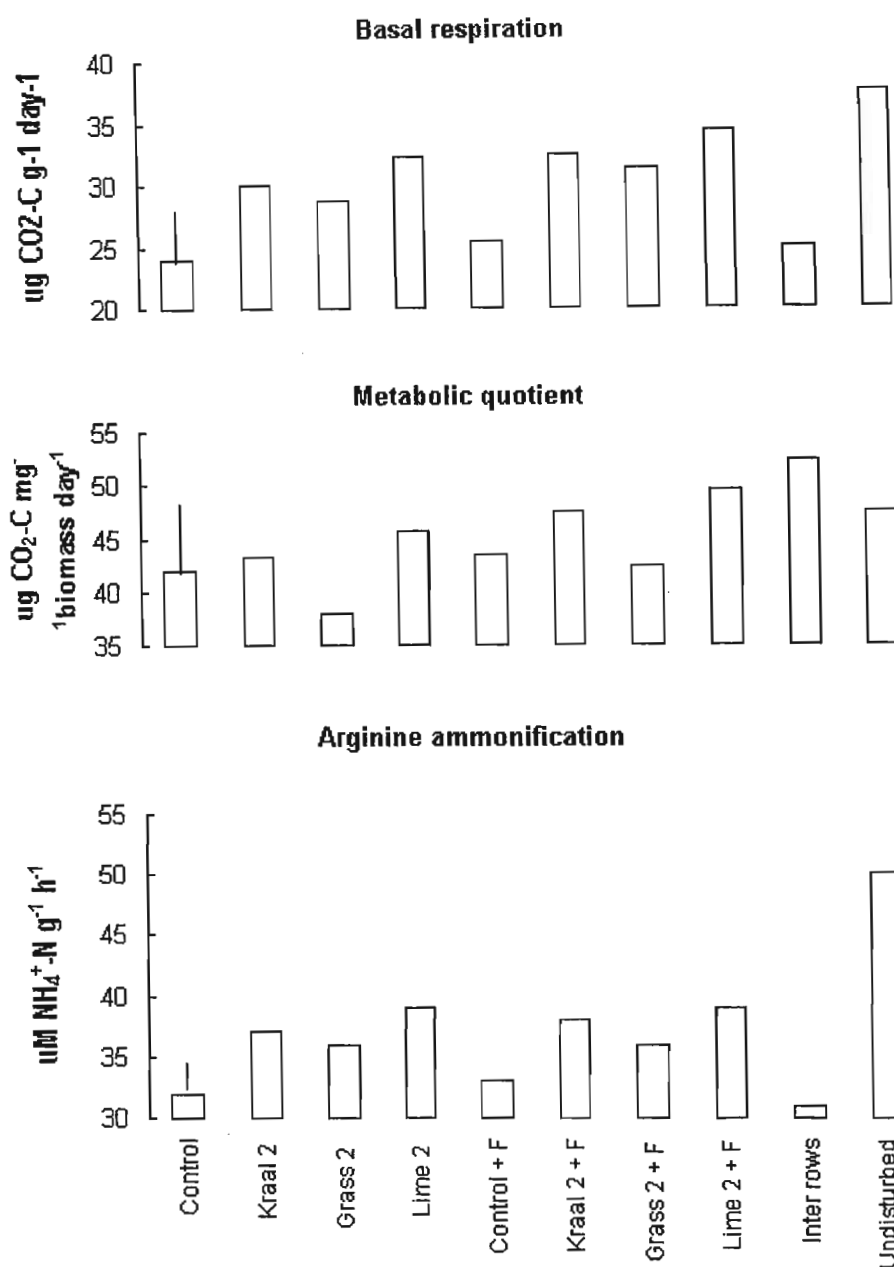 Basal respiration
ug CO2-C g-1 day-1
40
35
30
25
20
Metabolic quotient
ug CO₂-C mg⁻
¹biomass day⁻¹
55
50
45
40
35
Arginine ammonification
uM NH₄⁺-N g⁻¹ h⁻¹
55
50
45
40
35
30
Control
Kraal 2
Grass 2
Lime 2
Control + F
Kraal 2 + F
Grass 2 + F
Lime 2 + F
Inter rows
Undisturbed